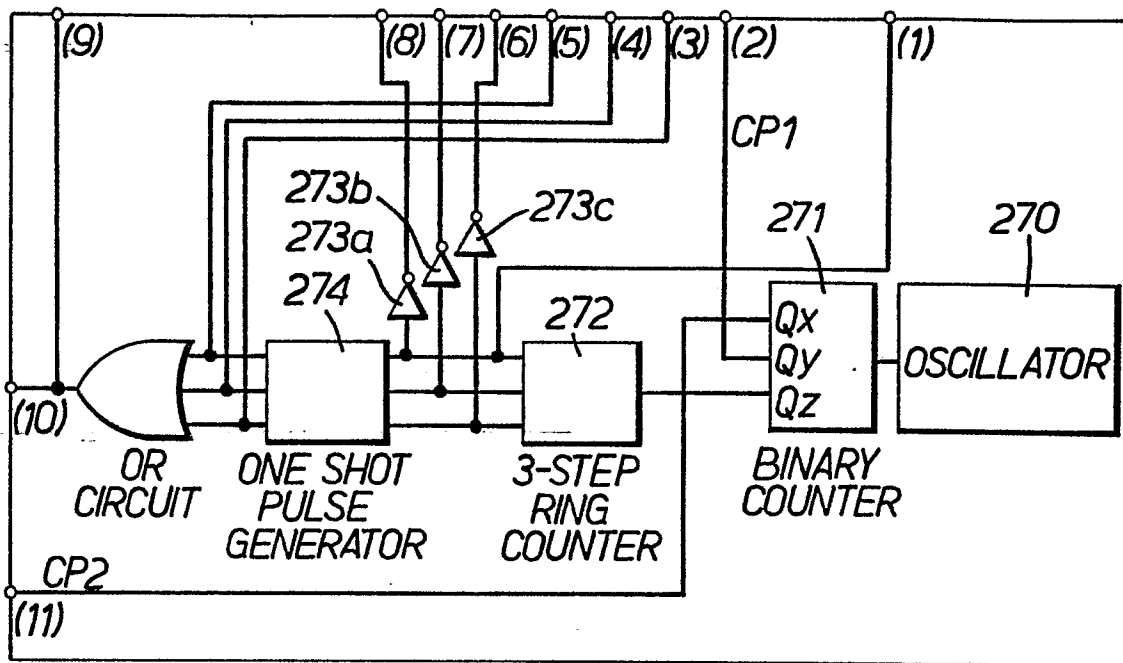 (9) (8) (7) (6) (5) (4) (3) (2) (1)
CP1
273b
273c
271
270
273a
274
272
Qx
Qy
OSCILLATOR
Qz
(10)
OR
CIRCUIT
ONE SHOT
PULSE
GENERATOR
3-STEP
RING
COUNTER
BINARY
COUNTER
CP2
(11)